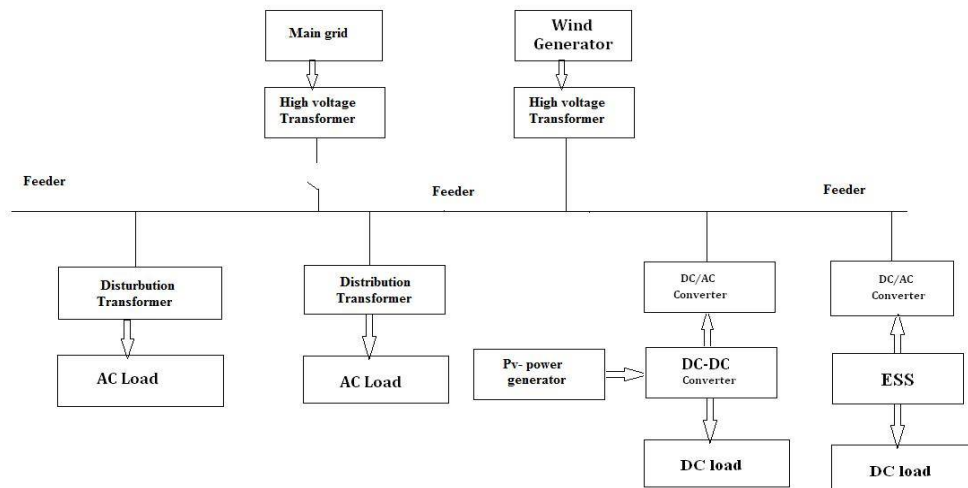 Main grid
Wind
Generator
High voltage
Transformer
High voltage
Transformer
Feeder
Feeder
Feeder
Disturbution
Transformer
Distribution
Transformer
DC/AC
Converter
DC/AC
Converter
AC Load
AC Load
Pv- power
generator
DC-DC
Converter
ESS
DC load
DC load